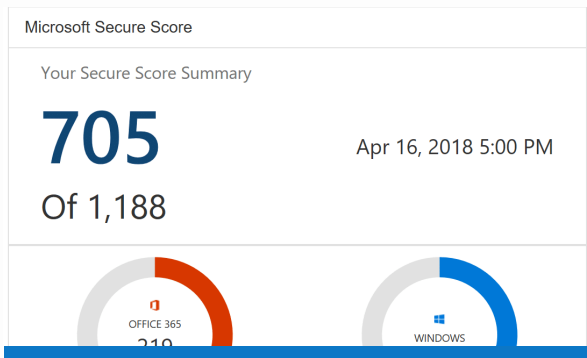 Microsoft Secure Score
Your Secure Score Summary
705
Apr 16, 2018 5:00 PM
Of 1,188
OFFICE 365
WINDOWS